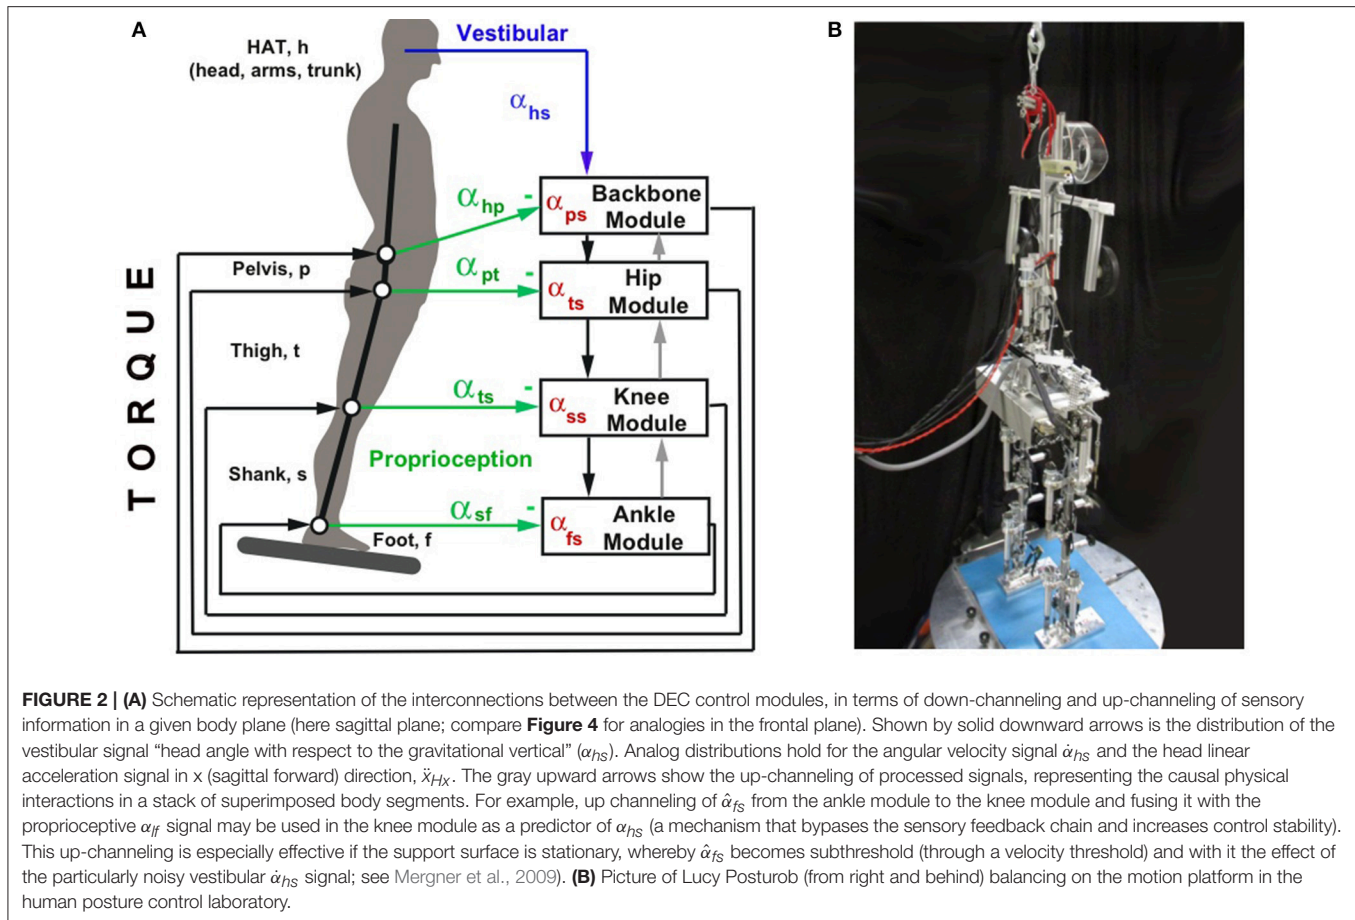 A
HAT, h
(head, arms, trunk)
Vestibular
α hs
α hp -
α ps Backbone
Module
Pelvis, p
α pt -
α ts Hip
Module
Thigh, t
α ts -
α ss Knee
Module
Proprioception
Shank, s
α sf -
α fs Ankle
Module
Foot, f
TORQUE
B
FIGURE 2 | (A) Schematic representation of the interconnections between the DEC control modules, in terms of down-channeling and up-channeling of sensory
information in a given body plane (here sagittal plane; compare Figure 4 for analogies in the frontal plane). Shown by solid downward arrows is the distribution of the
vestibular signal “head angle with respect to the gravitational vertical” (αhs). Analog distributions hold for the angular velocity signal α̇hs and the head linear
acceleration signal in x (sagittal forward) direction, ẍHx. The gray upward arrows show the up-channeling of processed signals, representing the causal physical
interactions in a stack of superimposed body segments. For example, up channeling of α̂fs from the ankle module to the knee module and fusing it with the
proprioceptive αlf signal may be used in the knee module as a predictor of αhs (a mechanism that bypases the sensory feedback chain and increases control stability).
This up-channeling is especially effective if the support surface is stationary, whereby α̂fs becomes subthreshold (through a velocity threshold) and with it the effect of
the particularly noisy vestibular α̇hs signal; see Mergner et al., 2009). (B) Picture of Lucy Posturob (from right and behind) balancing on the motion platform in the
human posture control laboratory.